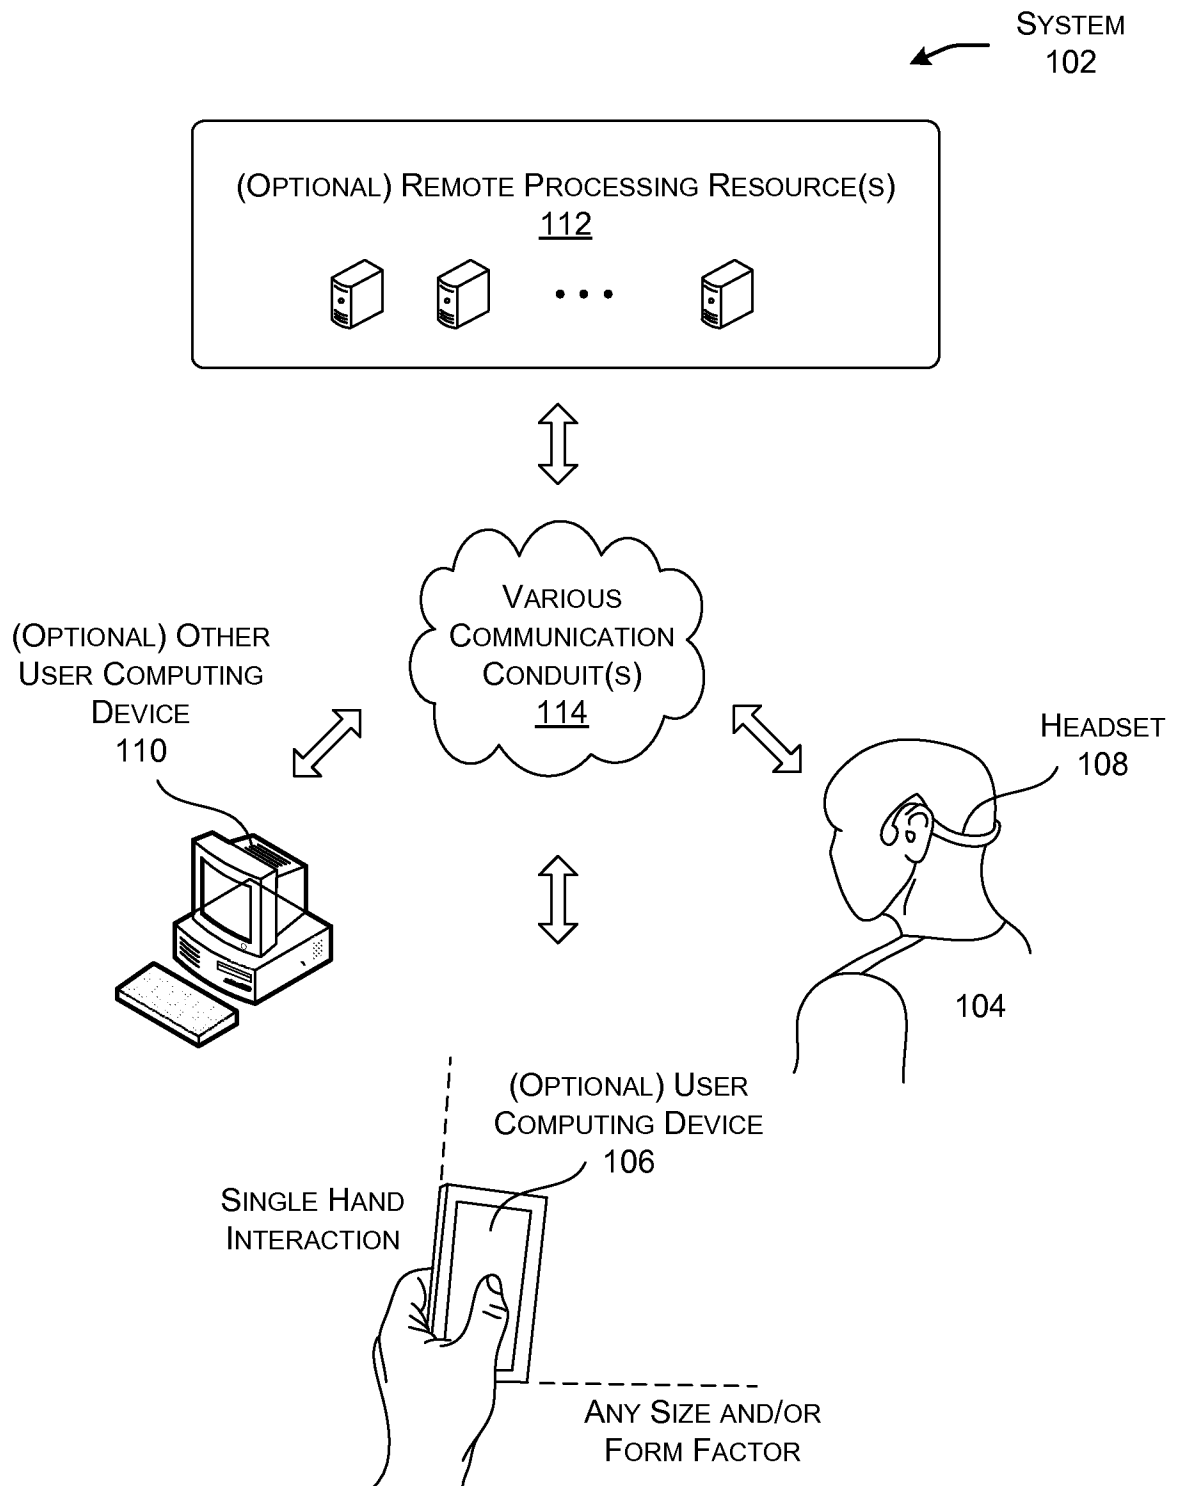 SYSTEM
102
(OPTIONAL) REMOTE PROCESSING RESOURCE(S)
112
VARIOUS
COMMUNICATION
CONDUIT(S)
114
(OPTIONAL) OTHER
USER COMPUTING
DEVICE
110
HEADSET
108
104
(OPTIONAL) USER
COMPUTING DEVICE
106
SINGLE HAND
INTERACTION
ANY SIZE AND/OR
FORM FACTOR